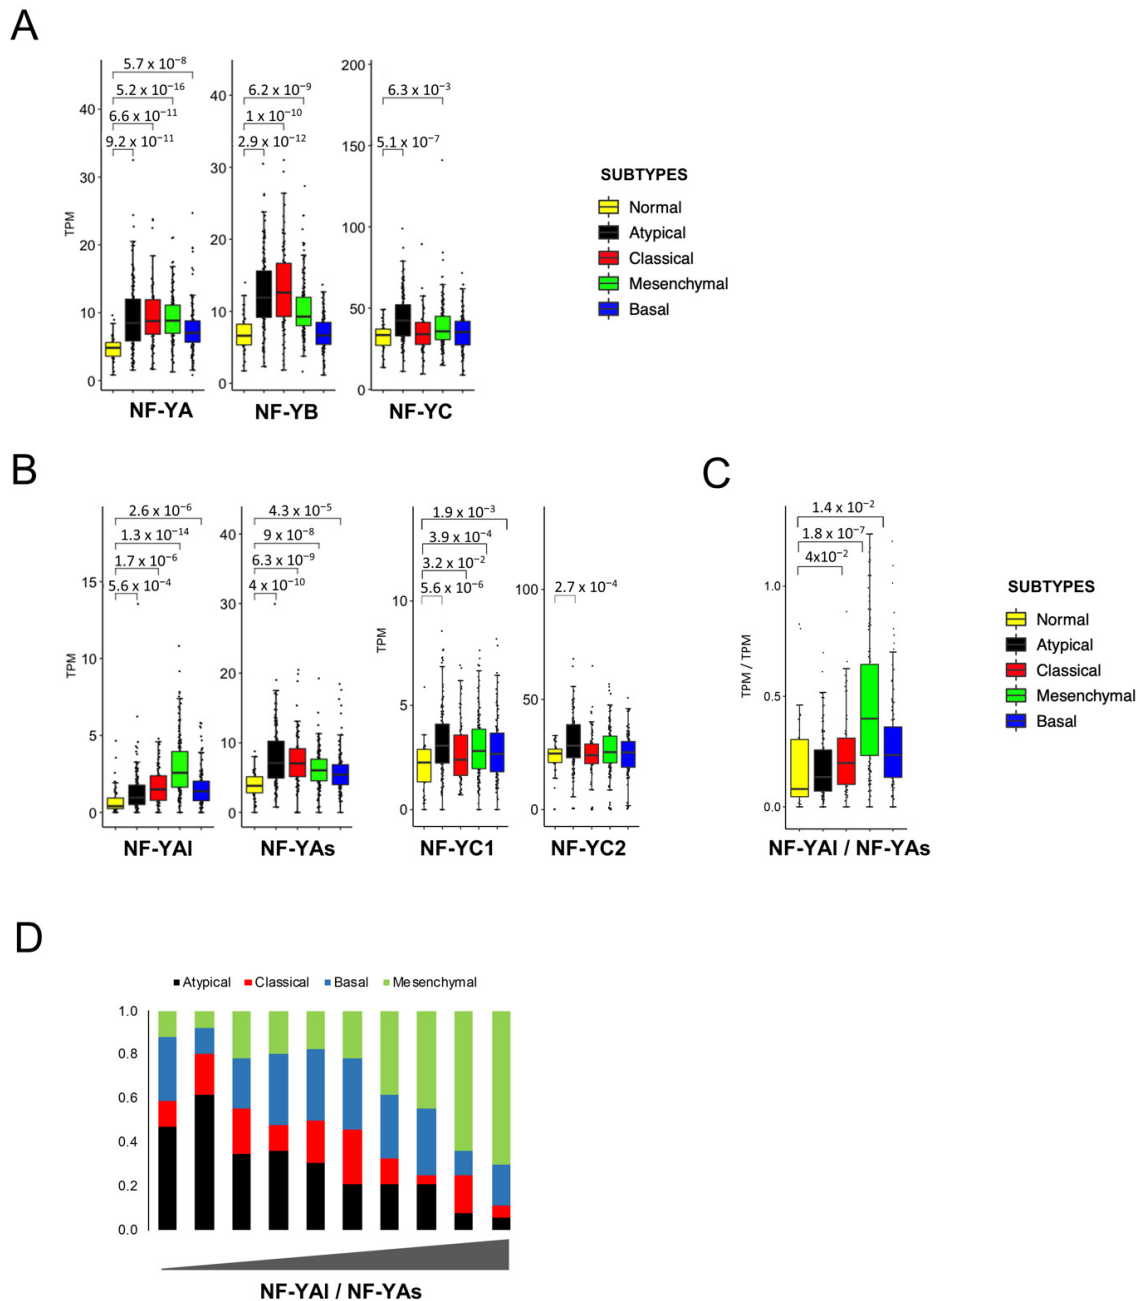 A
5.7 x 10⁻⁸
5.2 x 10⁻¹⁶
6.6 x 10⁻¹¹
9.2 x 10⁻¹¹
6.2 x 10⁻⁹
1 x 10⁻¹⁰
2.9 x 10⁻¹²
6.3 x 10⁻³
5.1 x 10⁻⁷
TPM
40
30
20
10
0
40
30
20
10
0
200
150
100
50
0
NF-YA
NF-YB
NF-YC
SUBTYPES
Normal
Atypical
Classical
Mesenchymal
Basal
B
2.6 x 10⁻⁶
1.3 x 10⁻¹⁴
1.7 x 10⁻⁶
5.6 x 10⁻⁴
4.3 x 10⁻⁵
9 x 10⁻⁸
6.3 x 10⁻⁹
4 x 10⁻¹⁰
1.9 x 10⁻³
3.9 x 10⁻⁴
3.2 x 10⁻²
5.6 x 10⁻⁶
2.7 x 10⁻⁴
TPM
15
10
5
0
40
30
20
10
0
TPM
10
5
0
100
50
0
NF-YAl
NF-YAs
NF-YC1
NF-YC2
C
1.4 x 10⁻²
1.8 x 10⁻⁷
4x10⁻²
TPM / TPM
1.0
0.5
0.0
NF-YAl / NF-YAs
SUBTYPES
Normal
Atypical
Classical
Mesenchymal
Basal
D
Atypical Classical Basal Mesenchymal
1.0
0.8
0.6
0.4
0.2
0.0
NF-YAl / NF-YAs